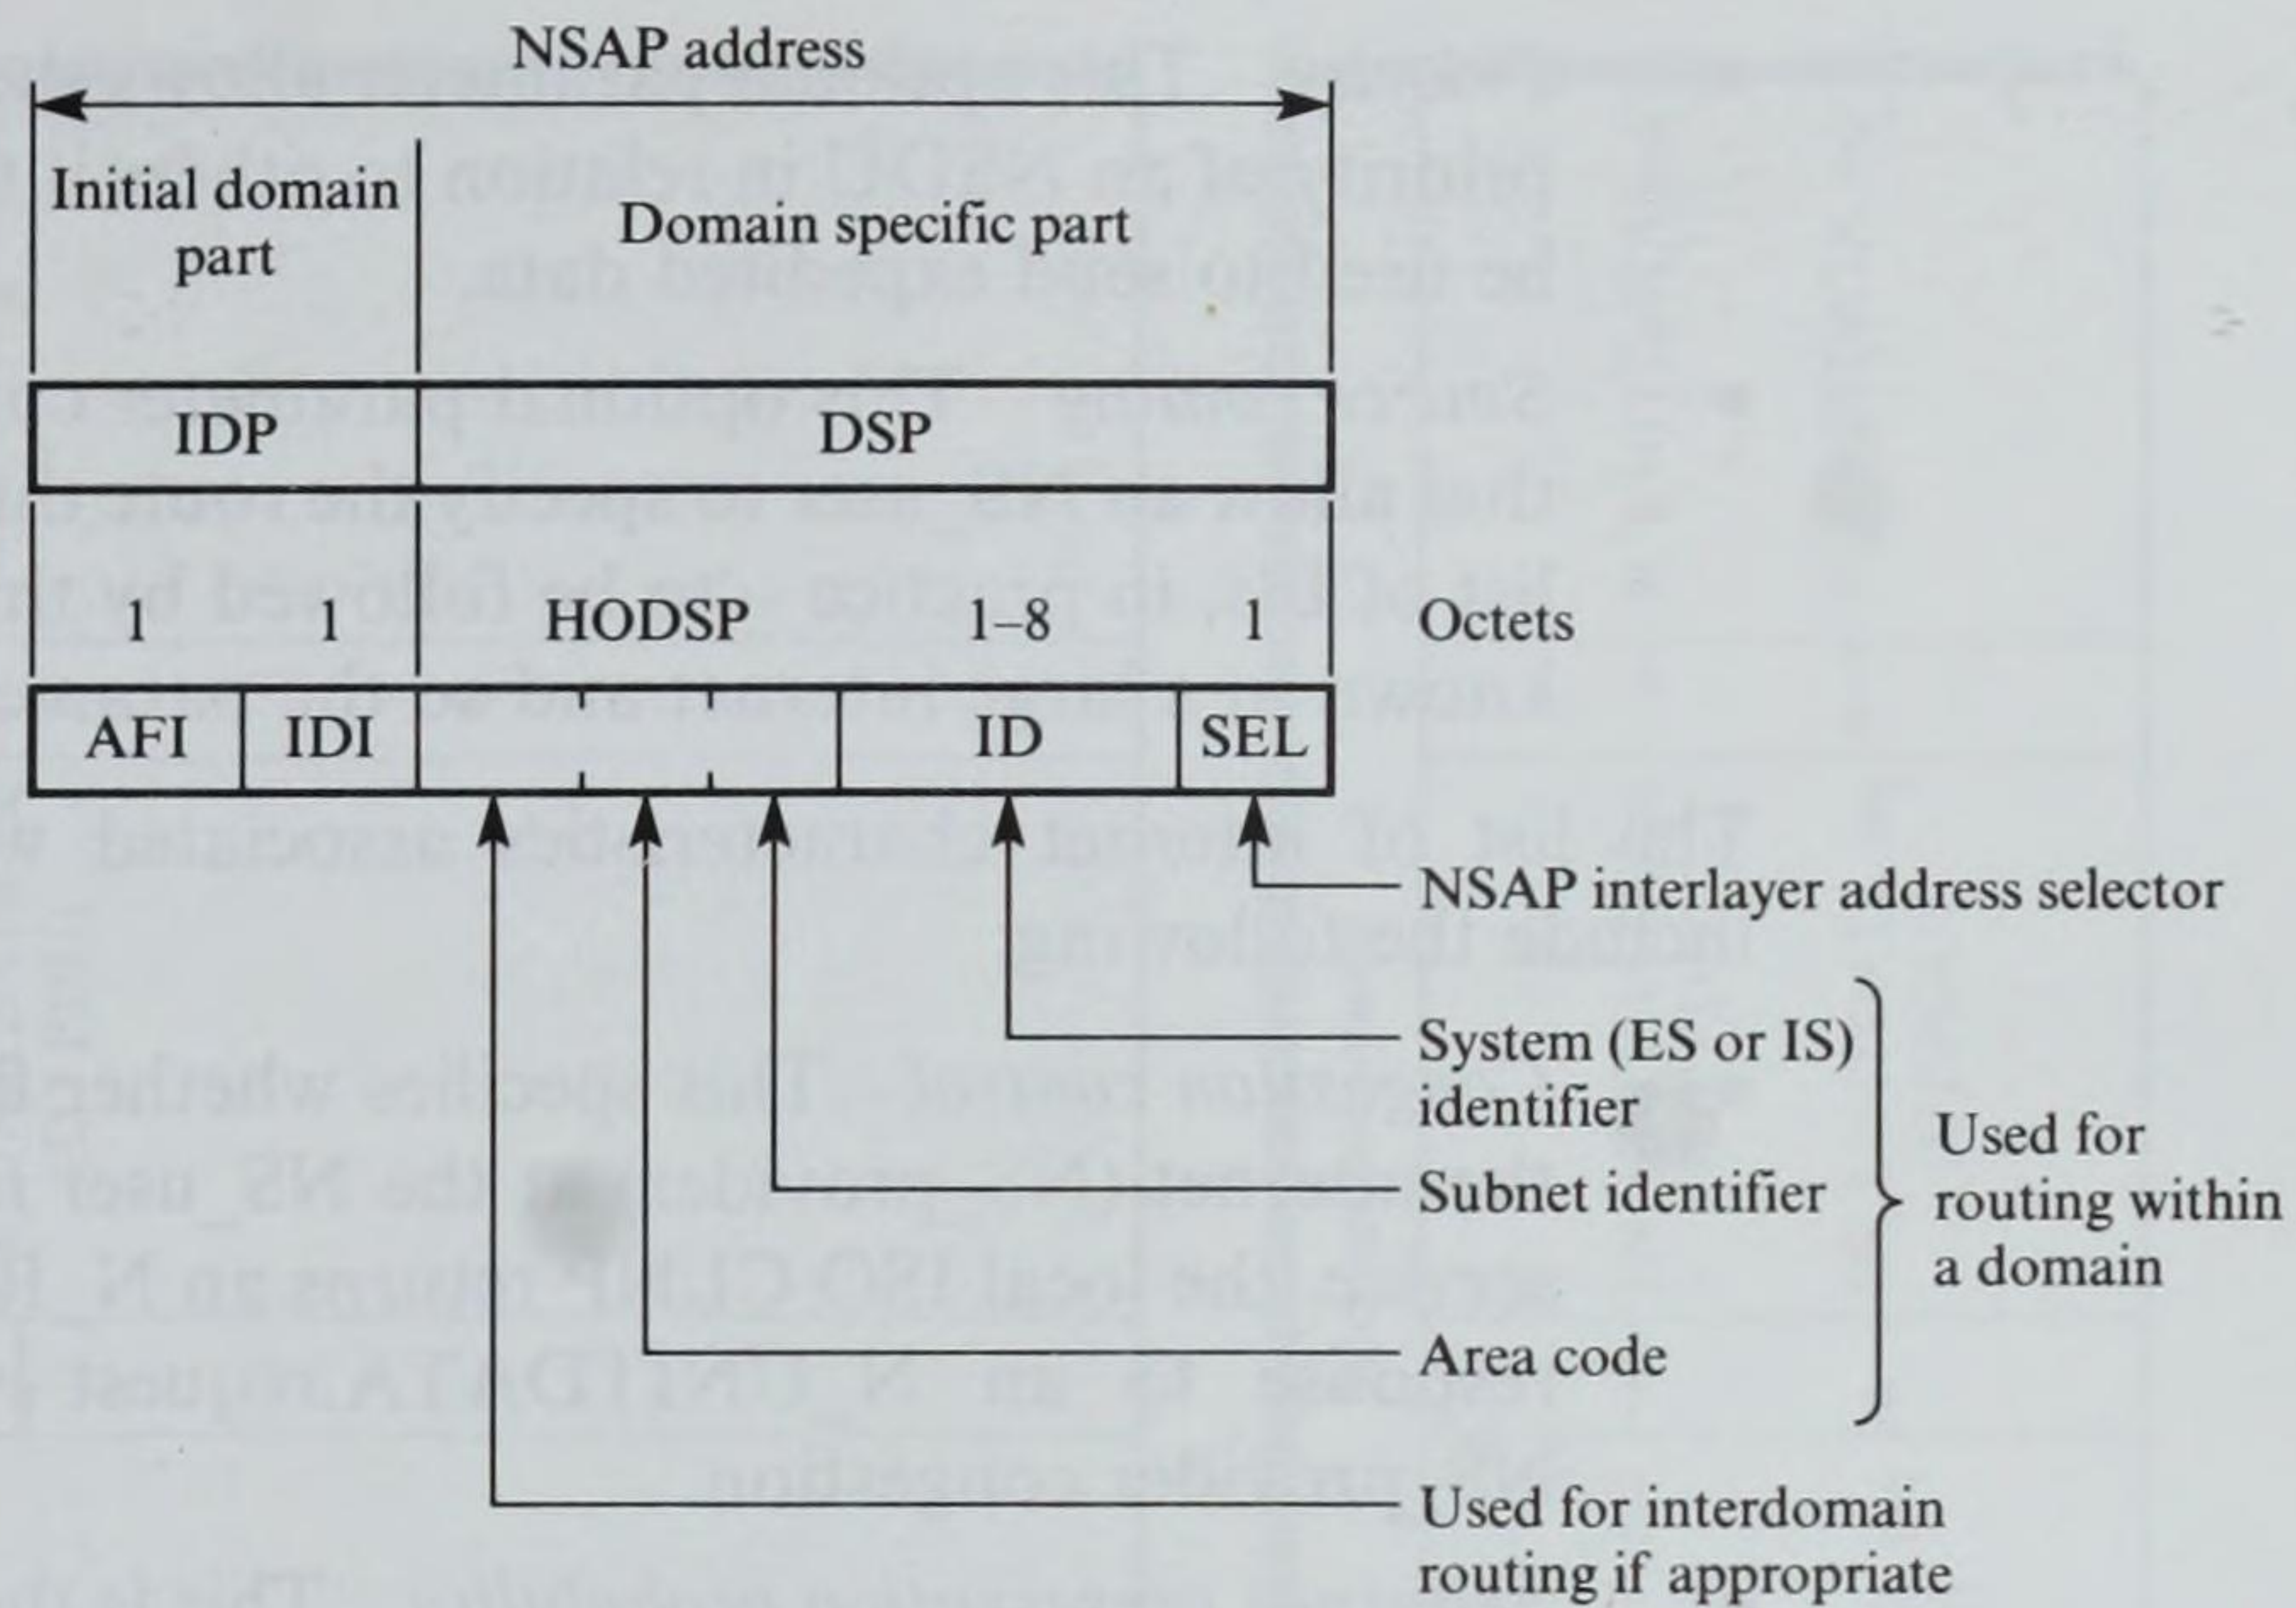 NSAP address
Initial domain
part
Domain specific part
IDP DSP
1 1 HODSP 1–8 1 Octets
AFI IDI ID SEL
NSAP interlayer address selector
System (ES or IS)
identifier
Subnet identifier
Area code
Used for
routing within
a domain
Used for interdomain
routing if appropriate